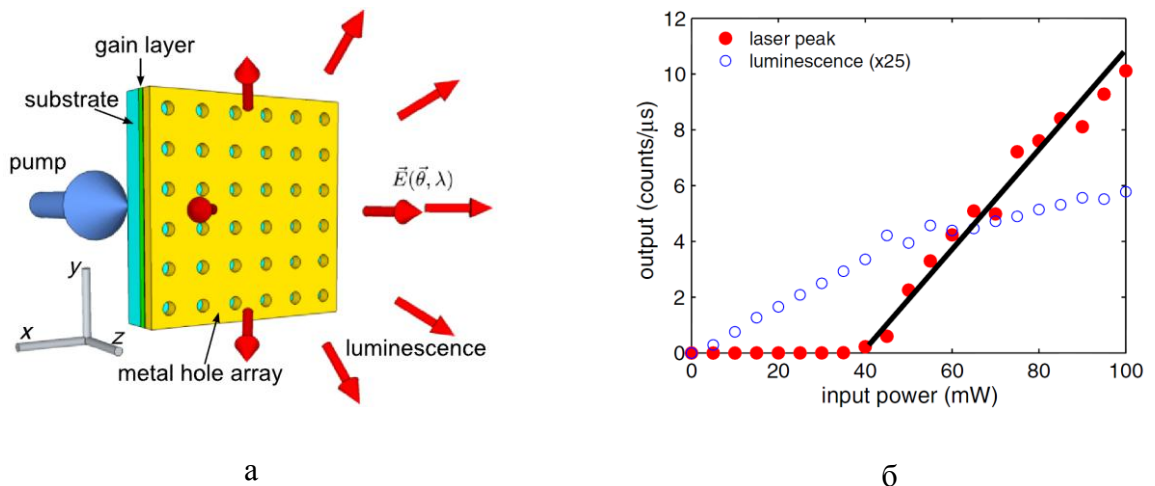 gain layer
substrate
pump
y
x
z
metal hole array
luminescence
E⃗(θ⃗, λ)
laser peak
luminescence (x25)
output (counts/μs)
12
10
8
6
4
2
0
0 20 40 60 80 100
input power (mW)
а
б